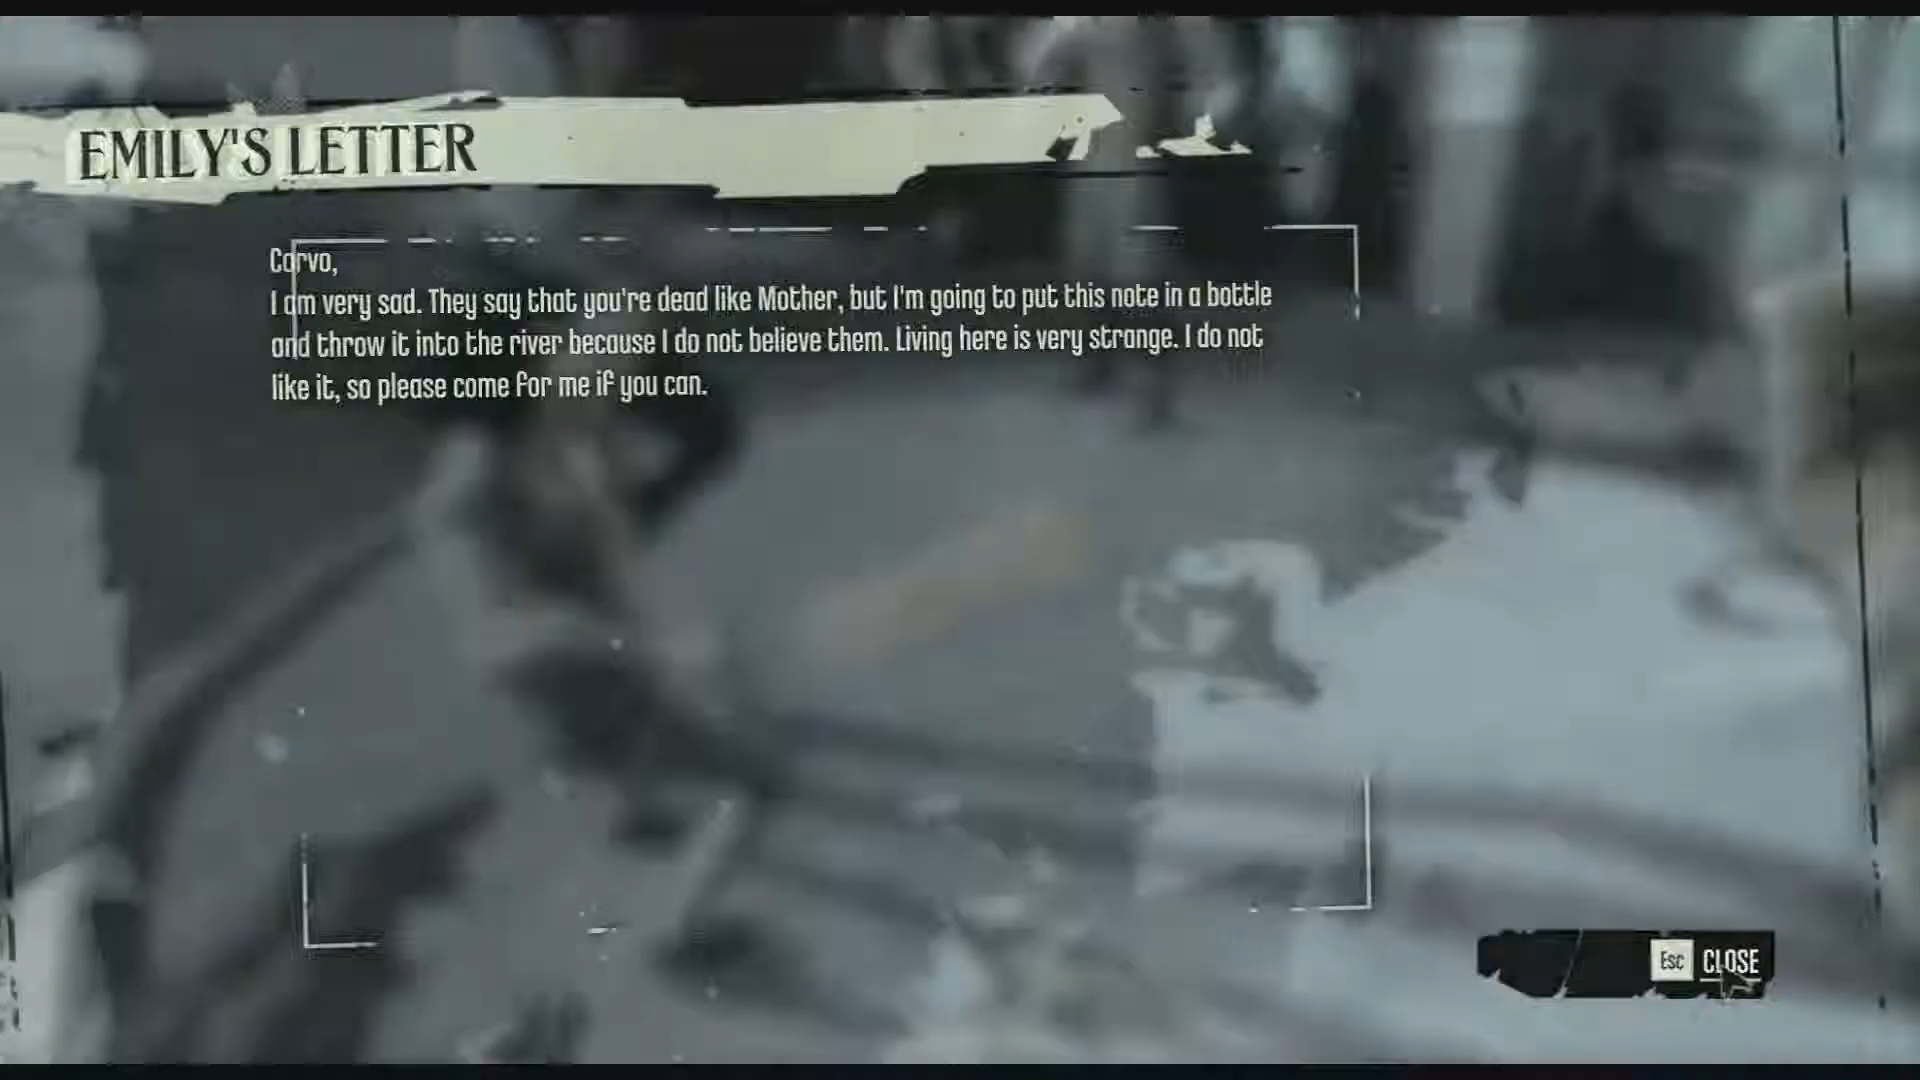 EMILY'S LETTER
Corvo,
I am very sad. They say that you're dead like Mother, but I'm going to put this note in a bottle
and throw it into the river because I do not believe them. Living here is very strange. I do not
like it, so please come for me if you can.
Esc CLOSE